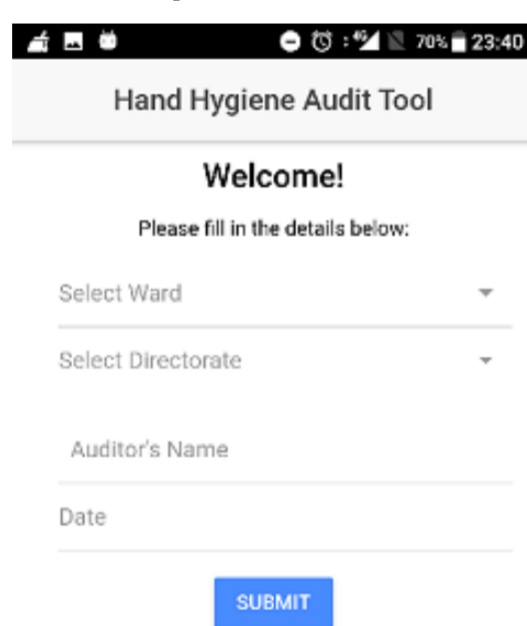 4G 70% 23:40
Hand Hygiene Audit Tool
Welcome!
Please fill in the details below:
Select Ward
Select Directorate
Auditor's Name
Date
SUBMIT